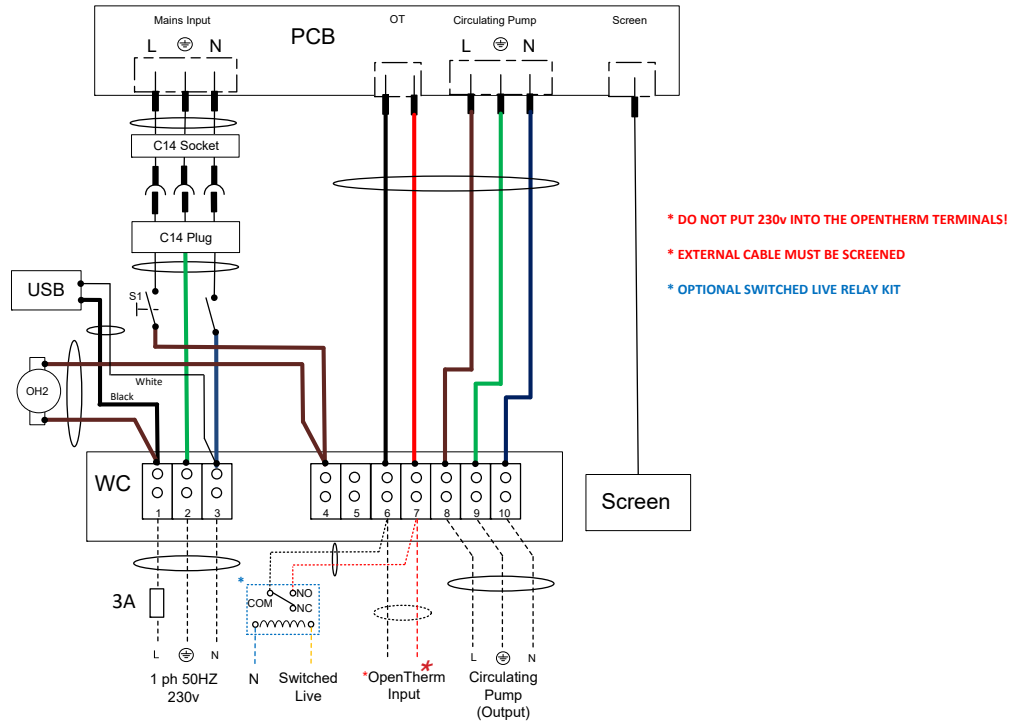 Mains Input
OT
Circulating Pump
Screen
PCB
L
N
L
N
C14 Socket
* DO NOT PUT 230v INTO THE OPENTHERM TERMINALS!
C14 Plug
* EXTERNAL CABLE MUST BE SCREENED
USB
* OPTIONAL SWITCHED LIVE RELAY KIT
S1
White
OH2
Black
WC
Screen
1
2
3
4
5
6
7
8
9
10
*
3A
COM
NO
NC
L
N
1 ph 50HZ
230v
N
Switched
Live
*OpenTherm
Input
*
L
N
Circulating
Pump
(Output)